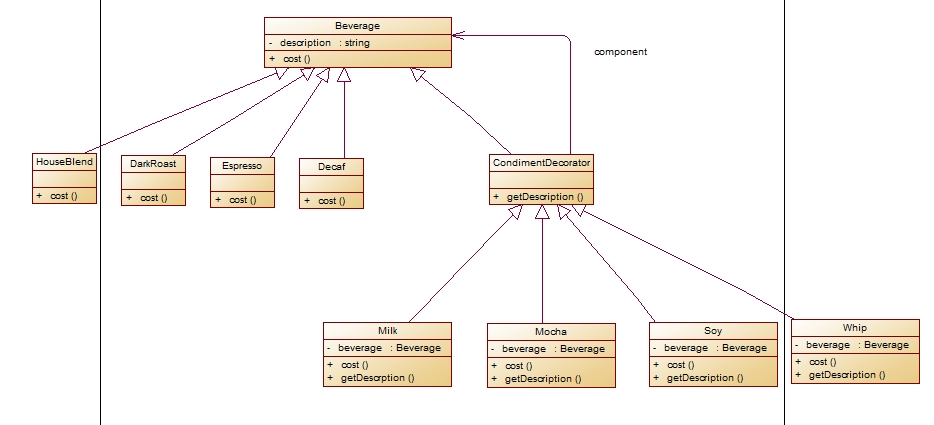 Beverage
- description : string
+ cost ()
component
HouseBlend
+ cost ()
DarkRoast
+ cost ()
Espresso
+ cost ()
Decaf
+ cost ()
CondimentDecorator
+ getDescription ()
Milk
- beverage : Beverage
+ cost ()
+ getDescorption ()
Mocha
- beverage : Beverage
+ cost ()
+ getDescription ()
Soy
- beverage : Beverage
+ cost ()
+ getDescription ()
Whip
- beverage : Beverage
+ cost ()
+ getDescription ()